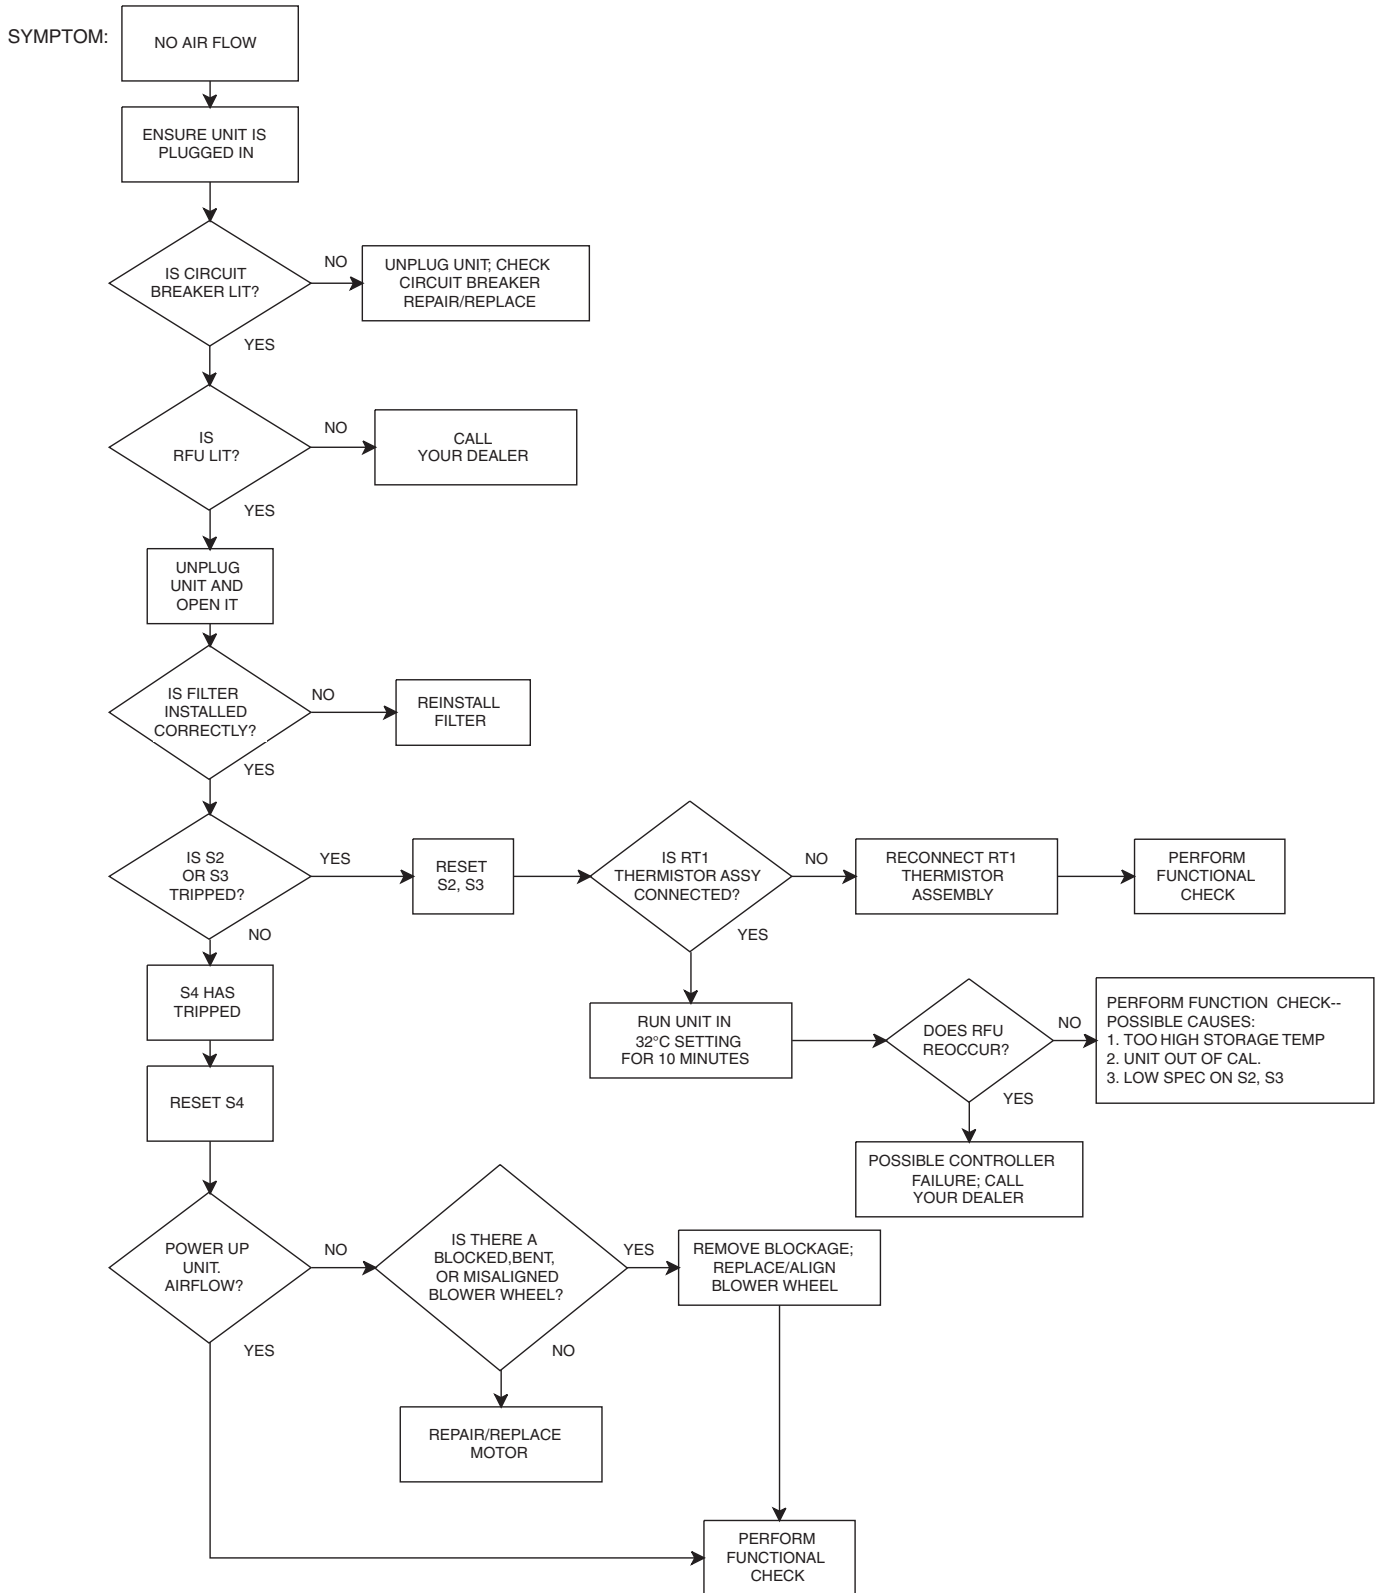 SYMPTOM:
NO AIR FLOW
ENSURE UNIT IS
PLUGGED IN
IS CIRCUIT
BREAKER LIT?
NO
UNPLUG UNIT; CHECK
CIRCUIT BREAKER
REPAIR/REPLACE
YES
IS
RFU LIT?
NO
CALL
YOUR DEALER
YES
UNPLUG
UNIT AND
OPEN IT
IS FILTER
INSTALLED
CORRECTLY?
NO
REINSTALL
FILTER
YES
IS S2
OR S3
TRIPPED?
YES
RESET
S2, S3
IS RT1
THERMISTOR ASSY
CONNECTED?
NO
RECONNECT RT1
THERMISTOR
ASSEMBLY
PERFORM
FUNCTIONAL
CHECK
NO
YES
S4 HAS
TRIPPED
RUN UNIT IN
32°C SETTING
FOR 10 MINUTES
DOES RFU
REOCCUR?
NO
PERFORM FUNCTION CHECK--
POSSIBLE CAUSES:
1. TOO HIGH STORAGE TEMP
2. UNIT OUT OF CAL.
3. LOW SPEC ON S2, S3
YES
RESET S4
POSSIBLE CONTROLLER
FAILURE; CALL
YOUR DEALER
POWER UP
UNIT.
AIRFLOW?
NO
IS THERE A
BLOCKED,BENT,
OR MISALIGNED
BLOWER WHEEL?
YES
REMOVE BLOCKAGE;
REPLACE/ALIGN
BLOWER WHEEL
YES
NO
REPAIR/REPLACE
MOTOR
PERFORM
FUNCTIONAL
CHECK